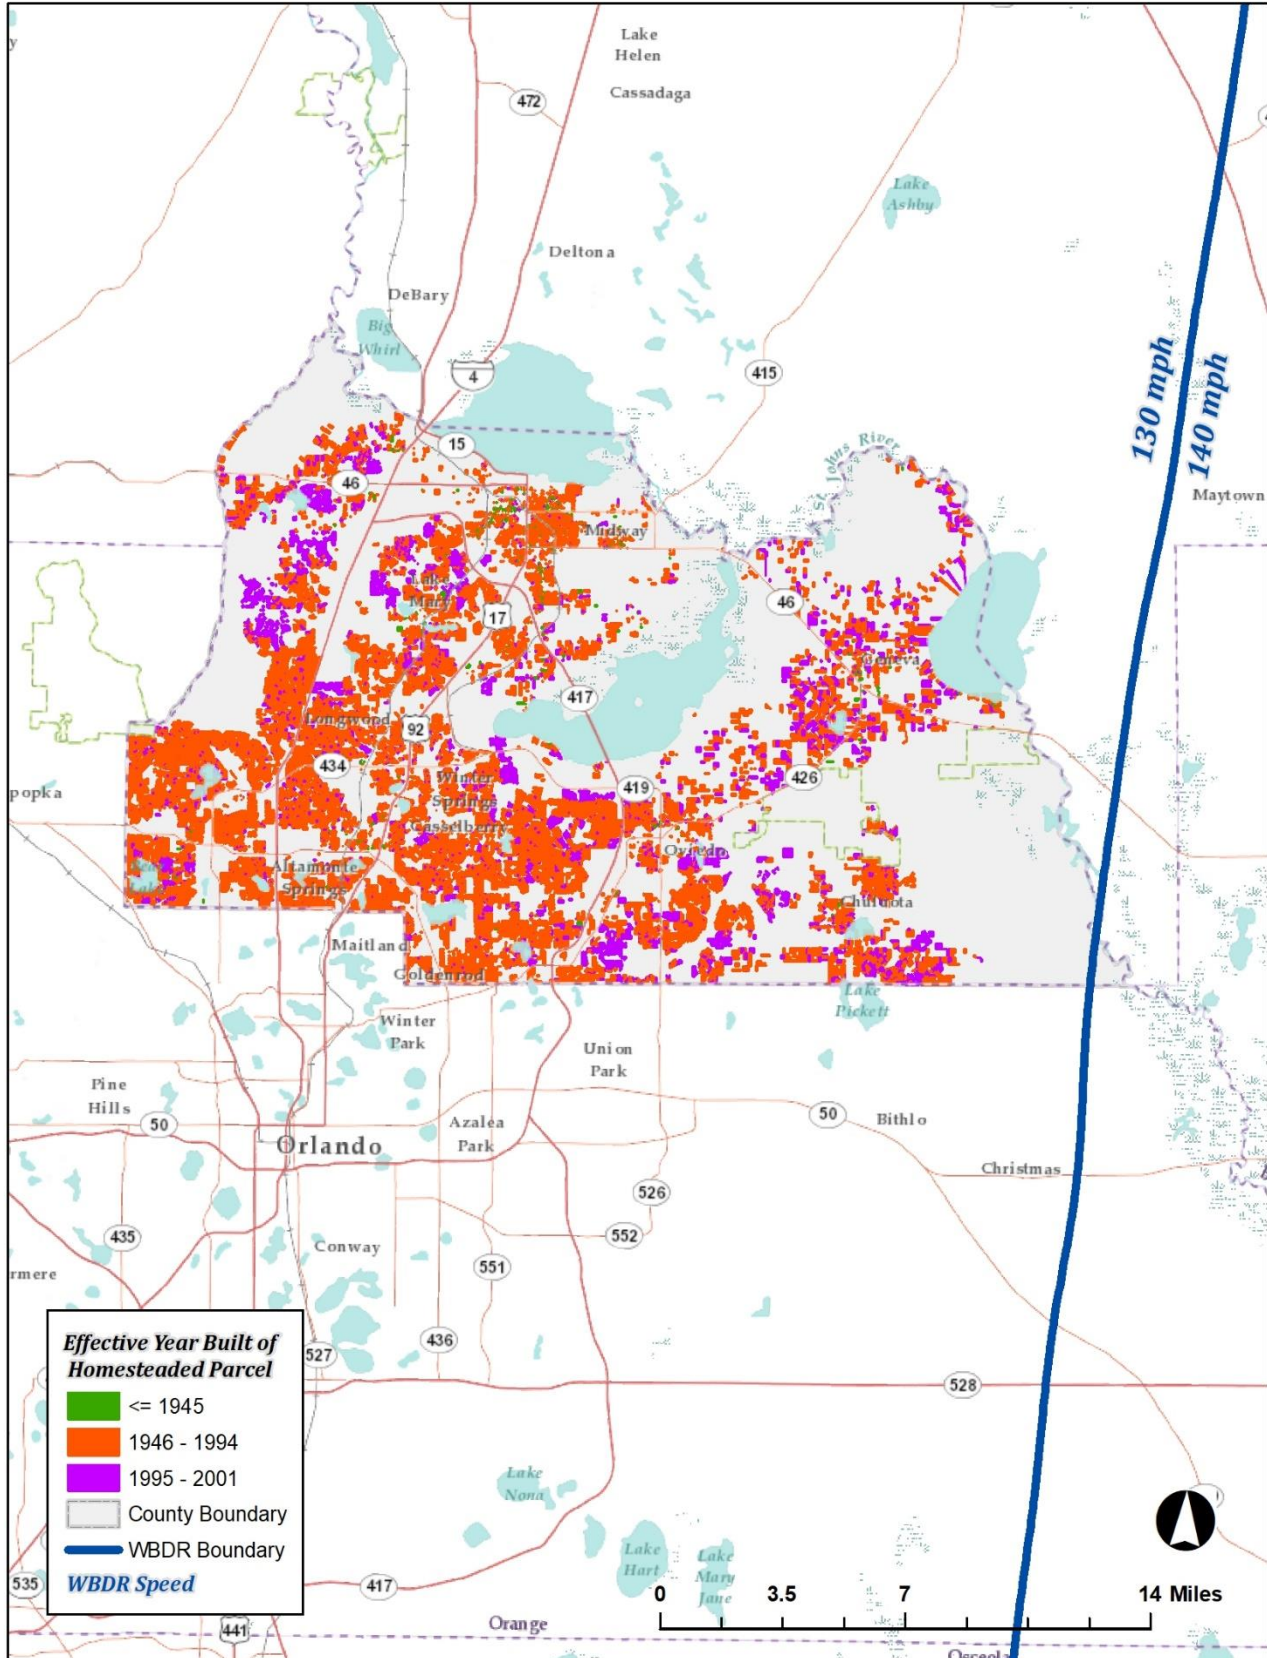 y
Lake
Helen
Cassadaga
472
Lake
Ashby
Deltona
DeBary
Big
Whirl
4
415
130 mph
140 mph
15
St. Johns River
46
Maytown
Midway
Lake
Mary
46
17
Geneva
417
Longwood
92
434
426
Winter
Springs
419
popka
Casselberry
Oviedo
Altamonte
Springs
Chuluota
Maitland
Goldenrod
Lake
Pickett
Winter
Park
Union
Park
Pine
Hills
50
Azalea
Park
50
Bithlo
Orlando
Christmas
526
435
552
Conway
551
rmere
436
527
528
Effective Year Built of
Homesteaded Parcel
<= 1945
1946 - 1994
1995 - 2001
County Boundary
WBDR Boundary
WBDR Speed
Lake
Nona
Lake
Hart
Lake
Mary
Jane
535
417
0 3.5 7 14 Miles
441
Orange
Osceola